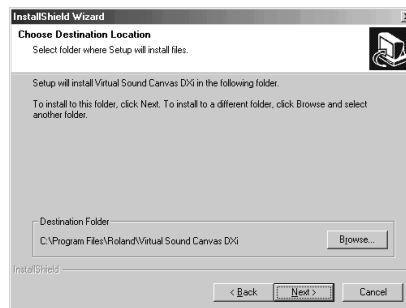 InstallShield Wizard
Choose Destination Location
Select folder where Setup will install files.
Setup will install Virtual Sound Canvas DXi in the following folder.
To install to this folder, click Next. To install to a different folder, click Browse and select
another folder.
Destination Folder
C:\Program Files\Roland\Virtual Sound Canvas DXi
Browse...
InstallShield
< Back
Next >
Cancel